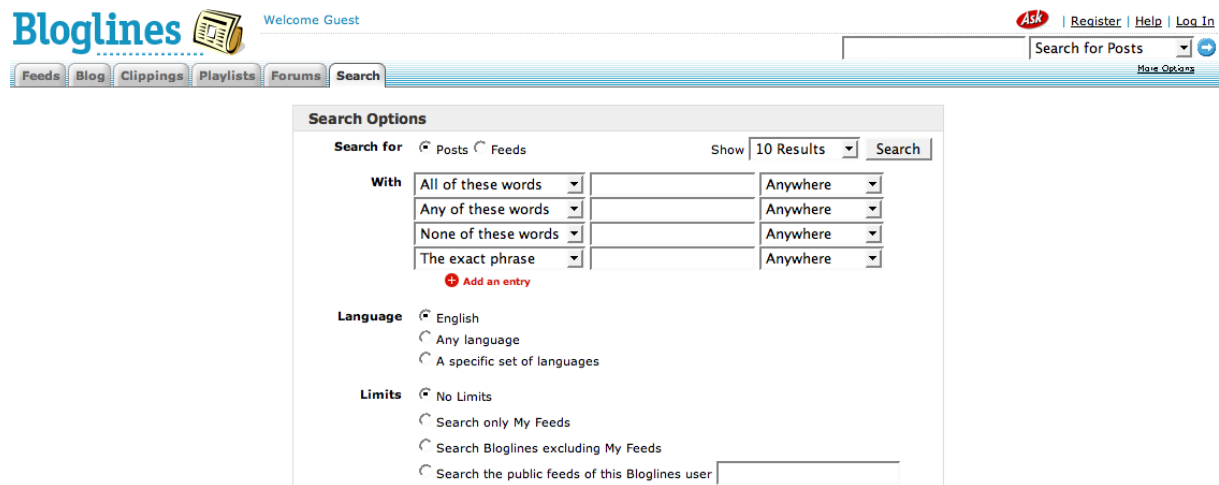 Bloglines
Welcome Guest
Ask | Register | Help | Log In
Search for Posts
More Options
Feeds Blog Clippings Playlists Forums Search
Search Options
Search for Posts Feeds Show 10 Results Search
With All of these words Anywhere
Any of these words Anywhere
None of these words Anywhere
The exact phrase Anywhere
Add an entry
Language English
Any language
A specific set of languages
Limits No Limits
Search only My Feeds
Search Bloglines excluding My Feeds
Search the public feeds of this Bloglines user